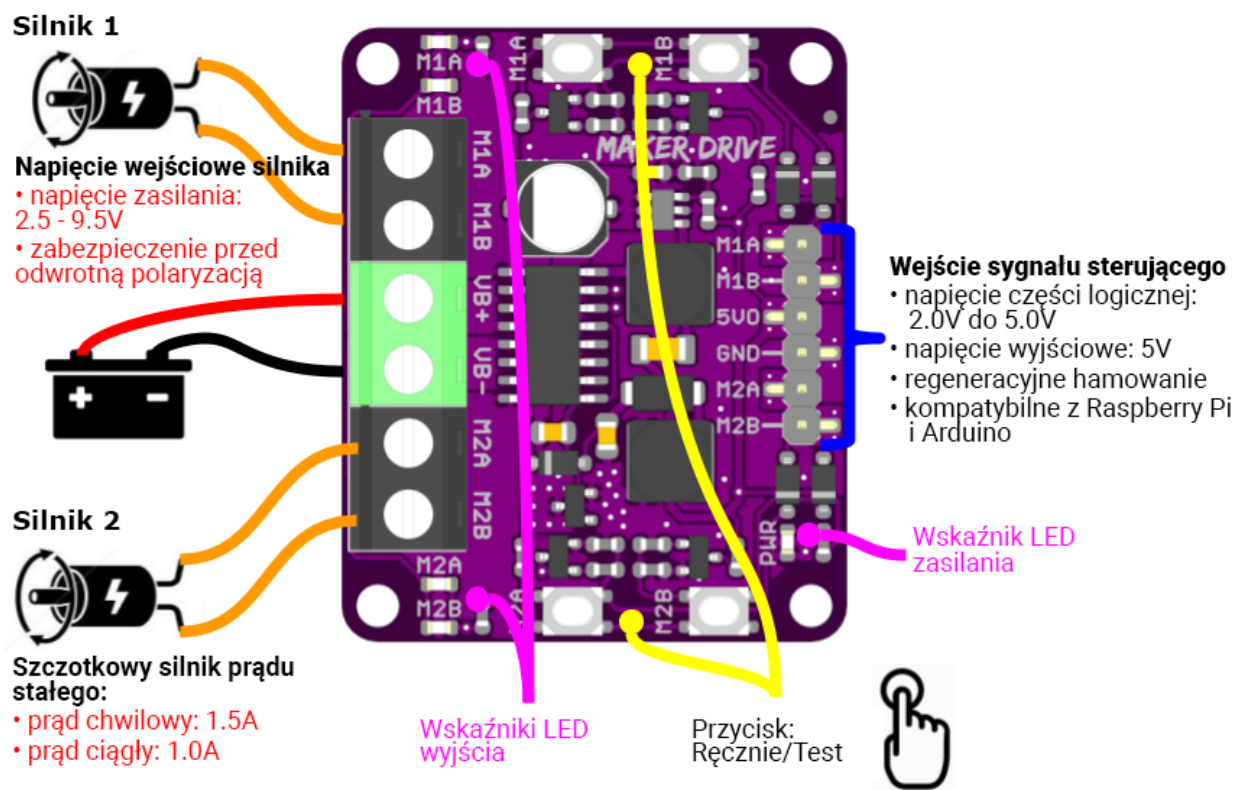 Silnik 1
Napięcie wejściowe silnika
• napięcie zasilania:
2.5 - 9.5V
• zabezpieczenie przed
odwrotną polaryzacją
+ −
Silnik 2
Szczotkowy silnik prądu
stałego:
• prąd chwilowy: 1.5A
• prąd ciągły: 1.0A
M1A
M1B
M1A
M1B
MAKER DRIVE
M1A
M1B
VB+
VB-
M2A
M2B
M1A
M1B
5VO
GND
M2A
M2B
PWR
M2A
M2B
2A
M2B
Wejście sygnału sterującego
• napięcie części logicznej:
2.0V do 5.0V
• napięcie wyjściowe: 5V
• regeneracyjne hamowanie
• kompatybilne z Raspberry Pi
i Arduino
Wskaźnik LED
zasilania
Wskaźniki LED
wyjścia
Przycisk:
Ręcznie/Test